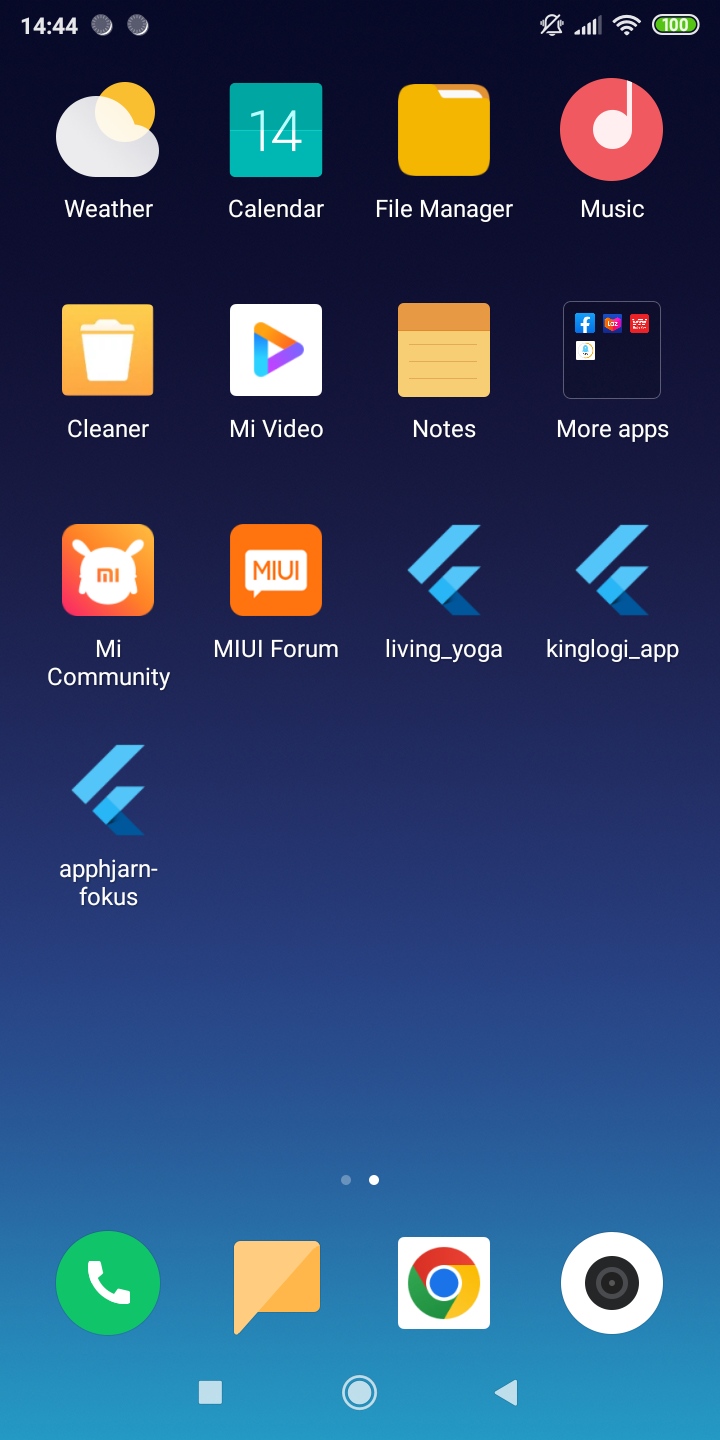 14:44
100
14
Weather
Calendar
File Manager
Music
Laz
Cleaner
Mi Video
Notes
More apps
mi
MIUI
Mi
Community
MIUI Forum
living_yoga
kinglogi_app
apphjarn-
fokus